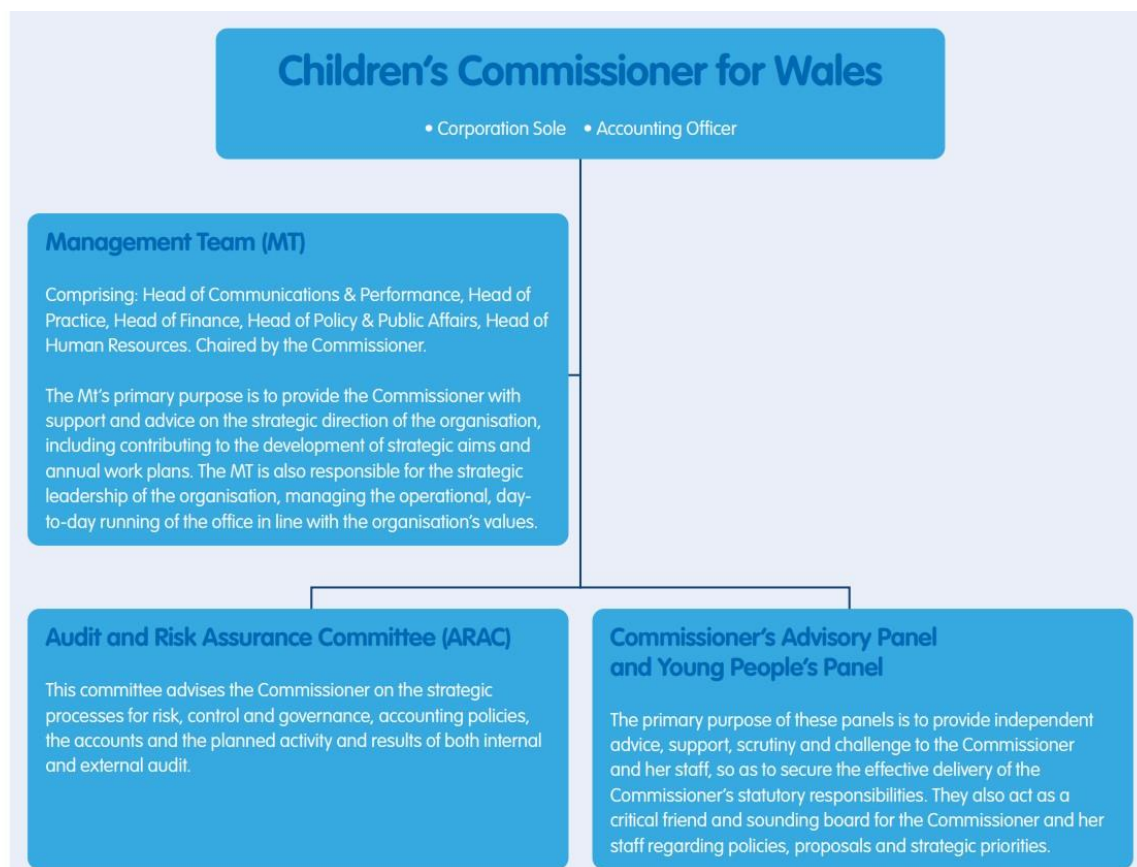 Children's Commissioner for Wales
• Corporation Sole • Accounting Officer
Management Team (MT)
Comprising: Head of Communications & Performance, Head of
Practice, Head of Finance, Head of Policy & Public Affairs, Head of
Human Resources. Chaired by the Commissioner.
The Mt's primary purpose is to provide the Commissioner with
support and advice on the strategic direction of the organisation,
including contributing to the development of strategic aims and
annual work plans. The MT is also responsible for the strategic
leadership of the organisation, managing the operational, day-
to-day running of the office in line with the organisation's values.
Audit and Risk Assurance Committee (ARAC)
This committee advises the Commissioner on the strategic
processes for risk, control and governance, accounting policies,
the accounts and the planned activity and results of both internal
and external audit.
Commissioner's Advisory Panel
and Young People's Panel
The primary purpose of these panels is to provide independent
advice, support, scrutiny and challenge to the Commissioner
and her staff, so as to secure the effective delivery of the
Commissioner's statutory responsibilities. They also act as a
critical friend and sounding board for the Commissioner and her
staff regarding policies, proposals and strategic priorities.